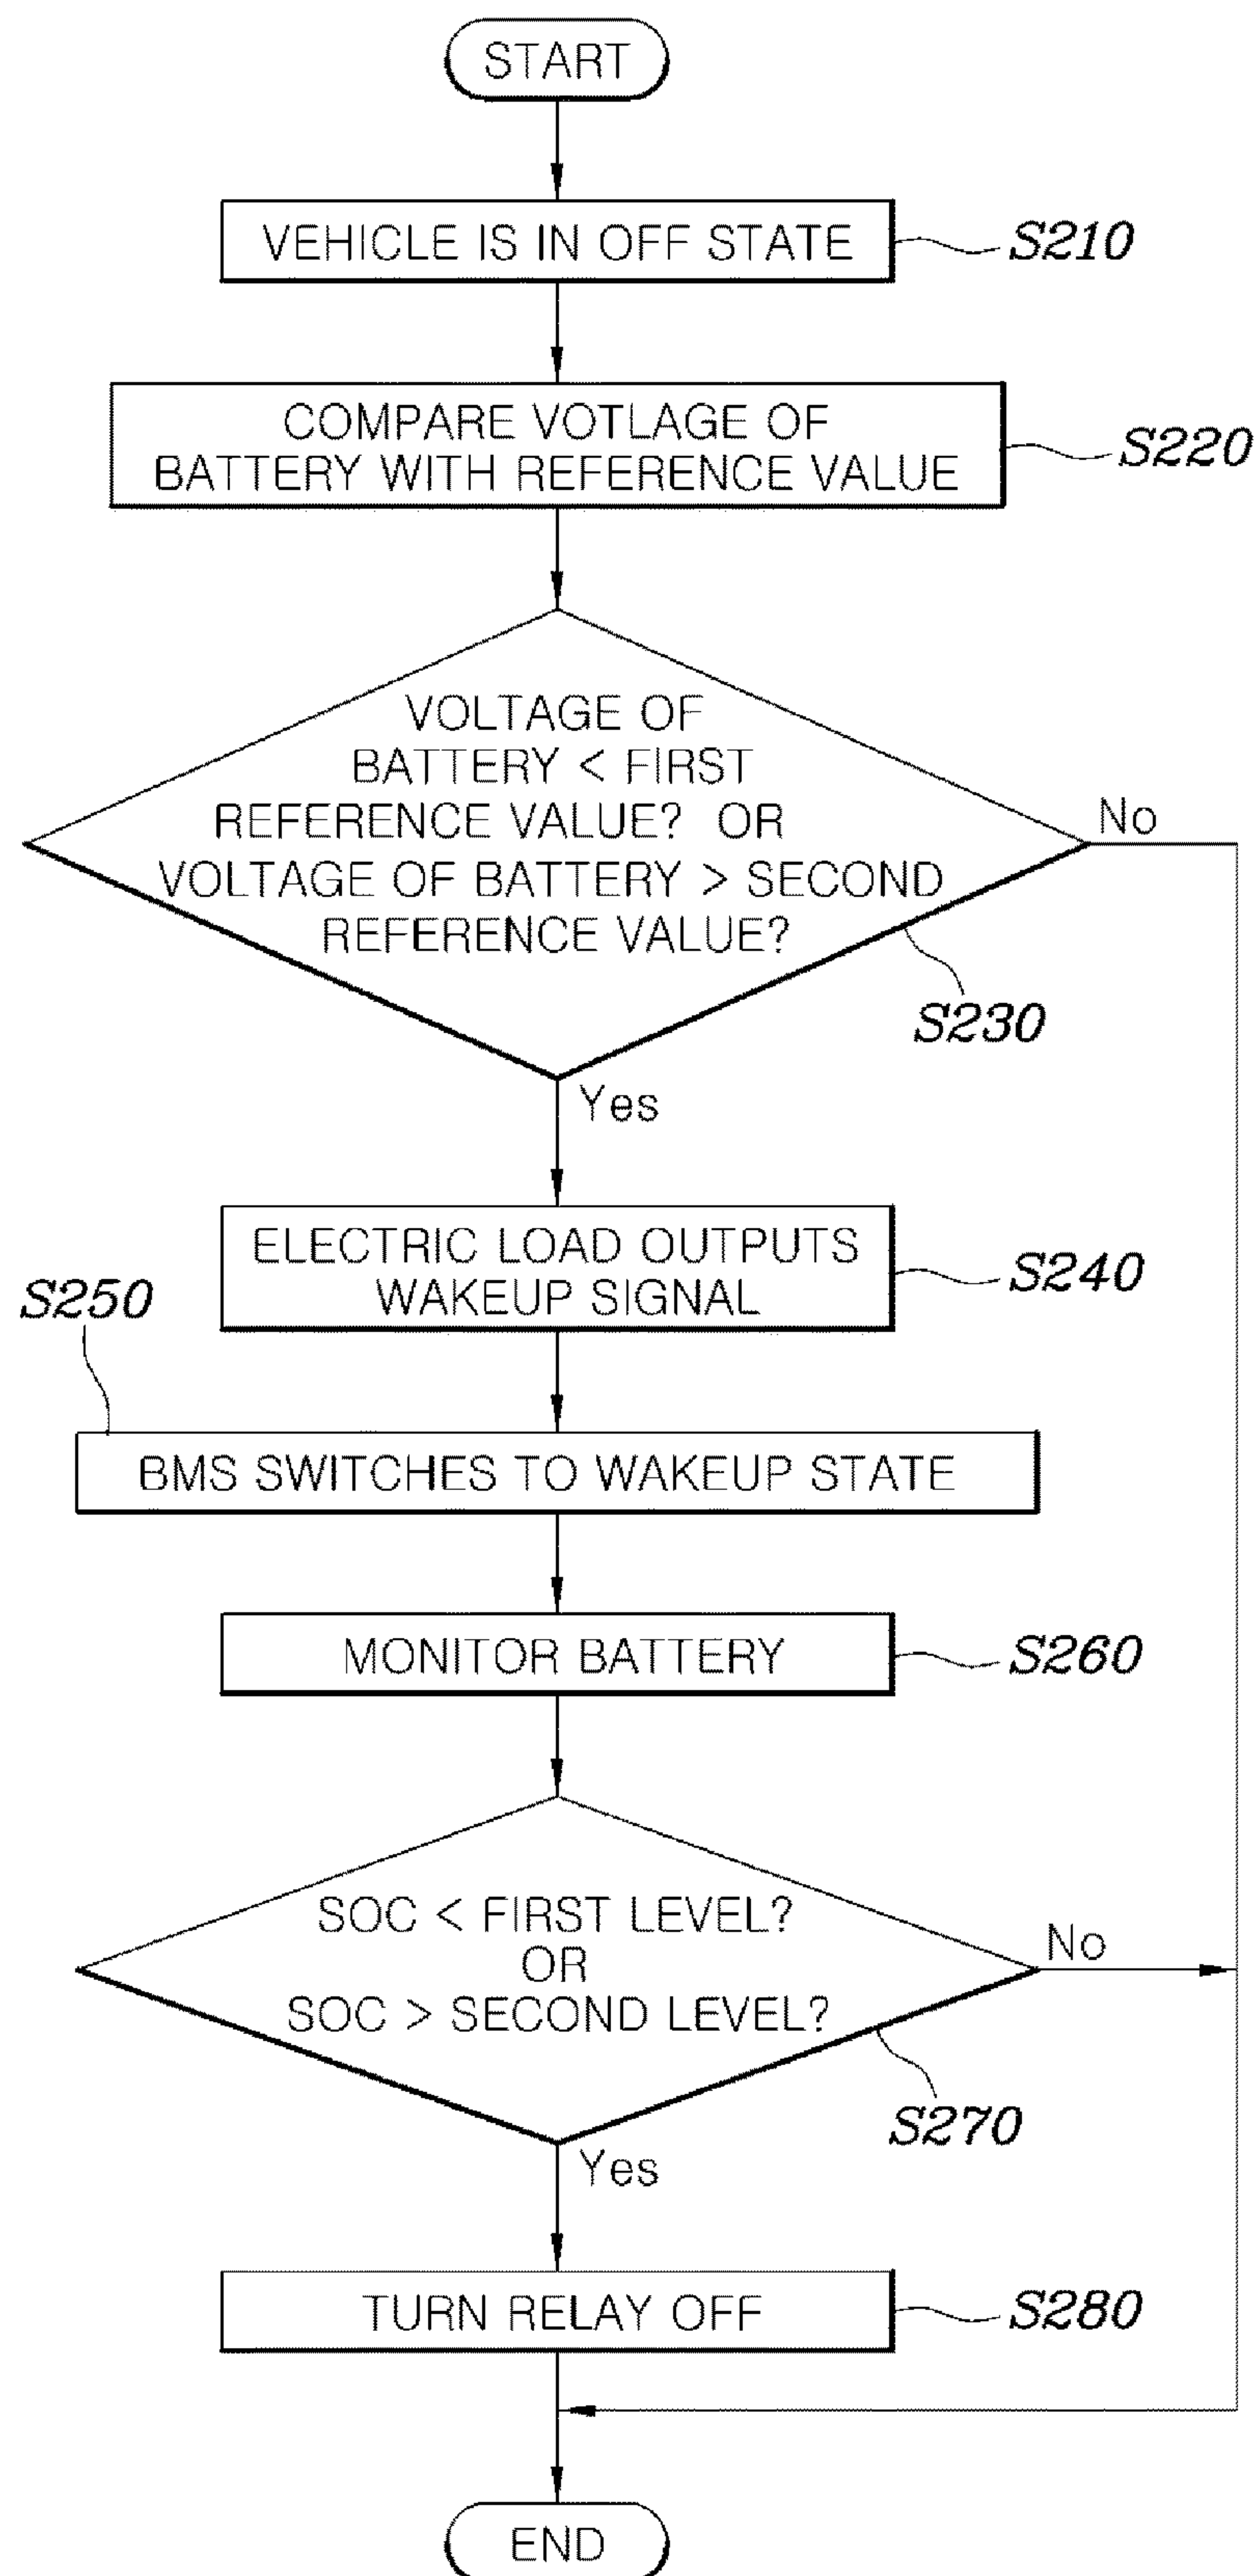 START
VEHICLE IS IN OFF STATE
S210
COMPARE VOTLAGE OF
BATTERY WITH REFERENCE VALUE
S220
VOLTAGE OF
BATTERY < FIRST
REFERENCE VALUE? OR
VOLTAGE OF BATTERY > SECOND
REFERENCE VALUE?
No
S230
Yes
ELECTRIC LOAD OUTPUTS
WAKEUP SIGNAL
S240
S250
BMS SWITCHES TO WAKEUP STATE
MONITOR BATTERY
S260
SOC < FIRST LEVEL?
OR
SOC > SECOND LEVEL?
No
S270
Yes
TURN RELAY OFF
S280
END